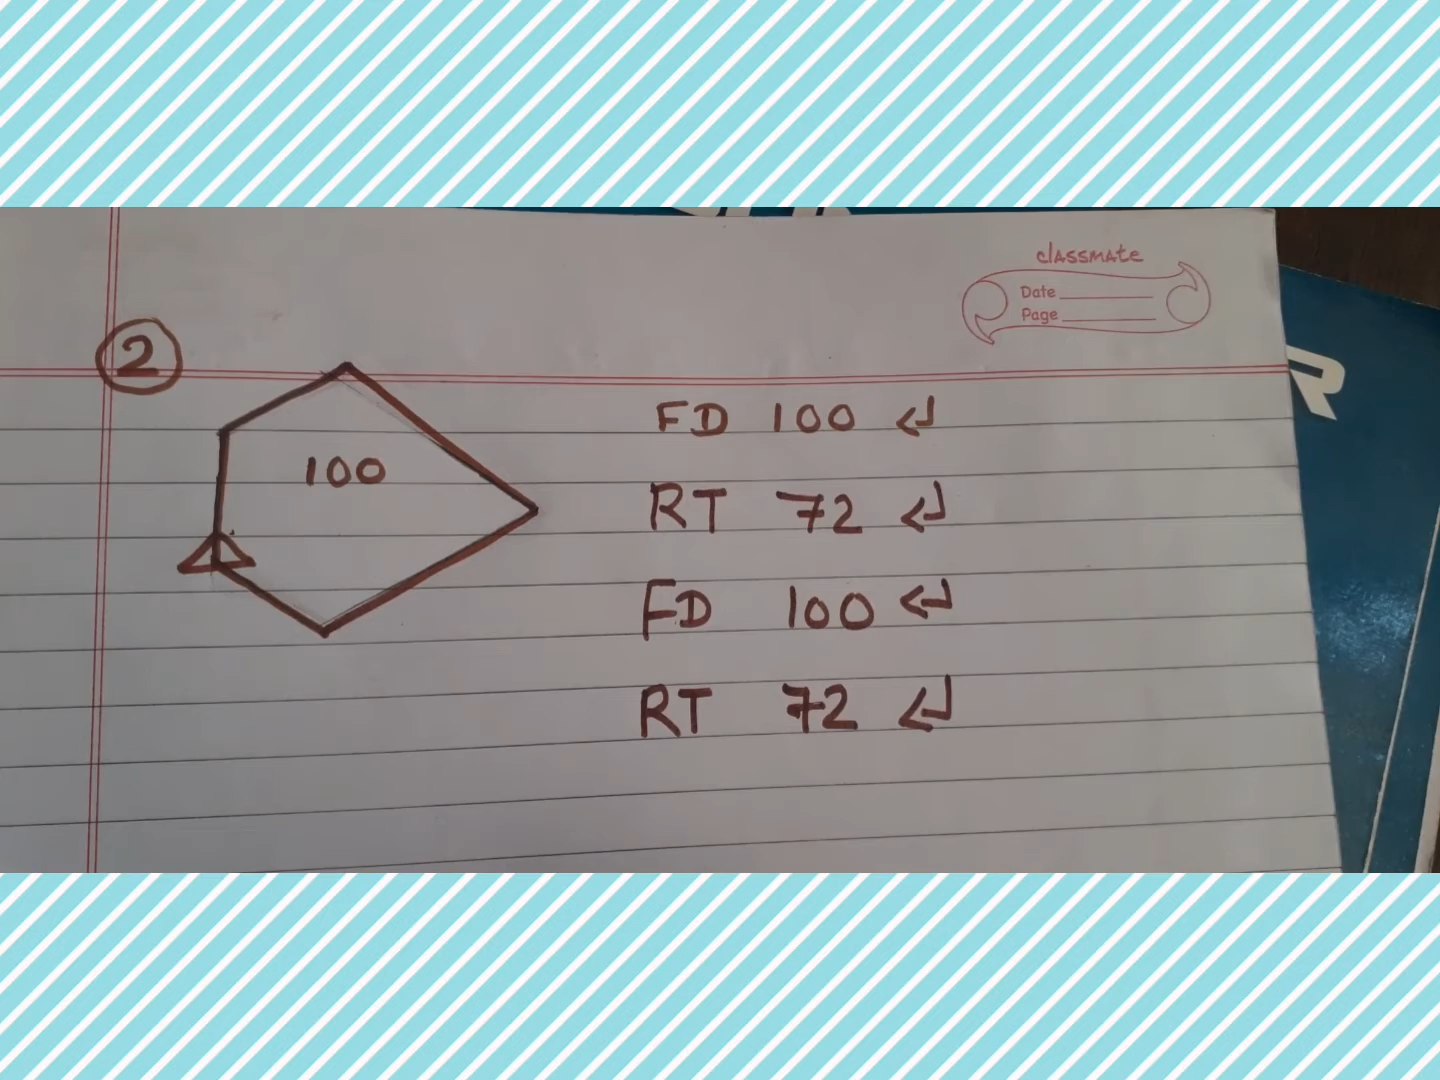 classmate
Date
Page
2
R
100
FD 100 ↵
RT 72 ↵
FD 100 ↵
RT 72 ↵